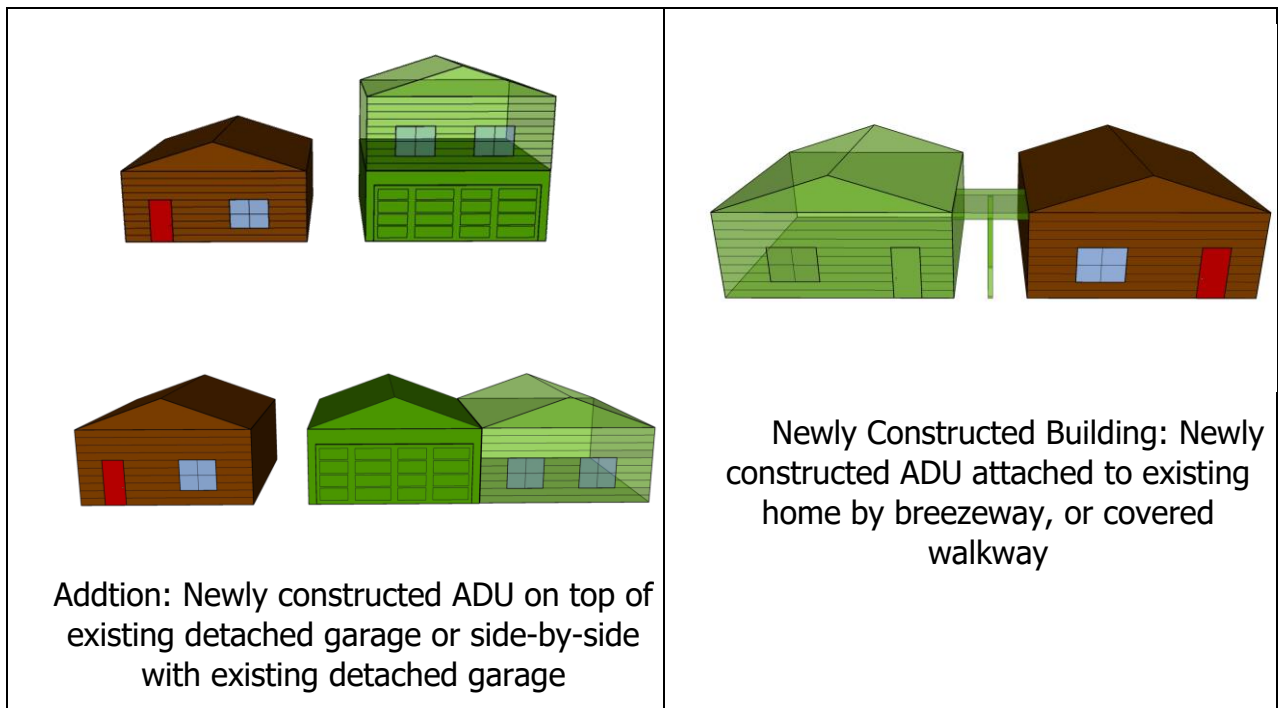 Addtion: Newly constructed ADU on top of
existing detached garage or side-by-side
with existing detached garage
Newly Constructed Building: Newly
constructed ADU attached to existing
home by breezeway, or covered
walkway